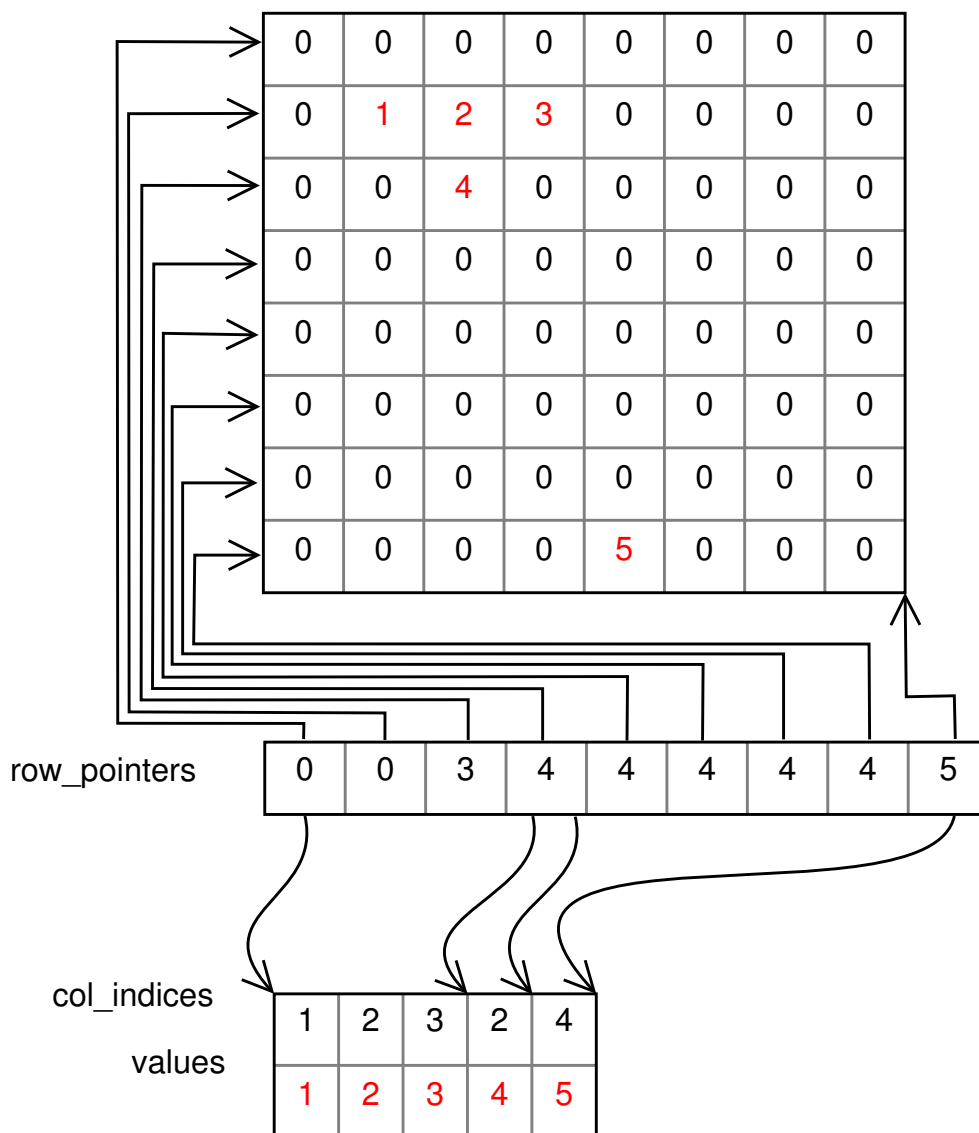 0 0 0 0 0 0 0 0
0 1 2 3 0 0 0 0
0 0 4 0 0 0 0 0
0 0 0 0 0 0 0 0
0 0 0 0 0 0 0 0
0 0 0 0 0 0 0 0
0 0 0 0 0 0 0 0
0 0 0 0 5 0 0 0
row_pointers 0 0 3 4 4 4 4 4 5
col_indices 1 2 3 2 4
values 1 2 3 4 5